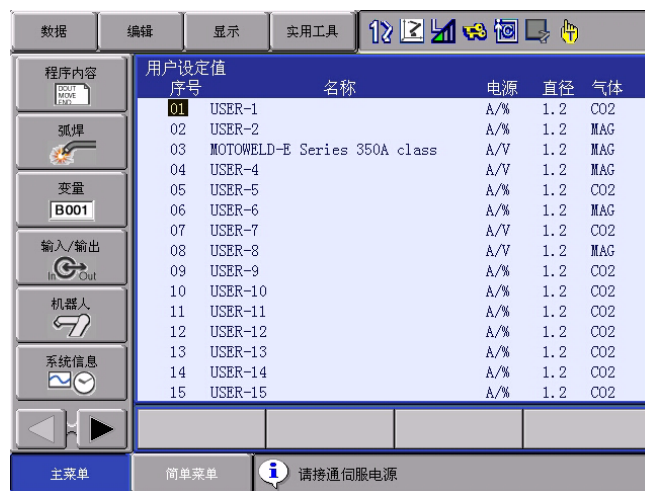 数据 编辑 显示 实用工具
程序内容
DOUT
MOVE
END
弧焊
变量
B001
输入/输出
In Out
机器人
系统信息
用户设定值
序号 名称 电源 直径 气体
01 USER-1 A/% 1.2 CO2
02 USER-2 A/% 1.2 MAG
03 MOTOWELD-E Series 350A class A/V 1.2 MAG
04 USER-4 A/V 1.2 MAG
05 USER-5 A/% 1.2 CO2
06 USER-6 A/% 1.2 MAG
07 USER-7 A/V 1.2 CO2
08 USER-8 A/V 1.2 MAG
09 USER-9 A/% 1.2 CO2
10 USER-10 A/% 1.2 CO2
11 USER-11 A/% 1.2 CO2
12 USER-12 A/% 1.2 CO2
13 USER-13 A/% 1.2 CO2
14 USER-14 A/% 1.2 CO2
15 USER-15 A/% 1.2 CO2
主菜单 简单菜单 请接通伺服电源